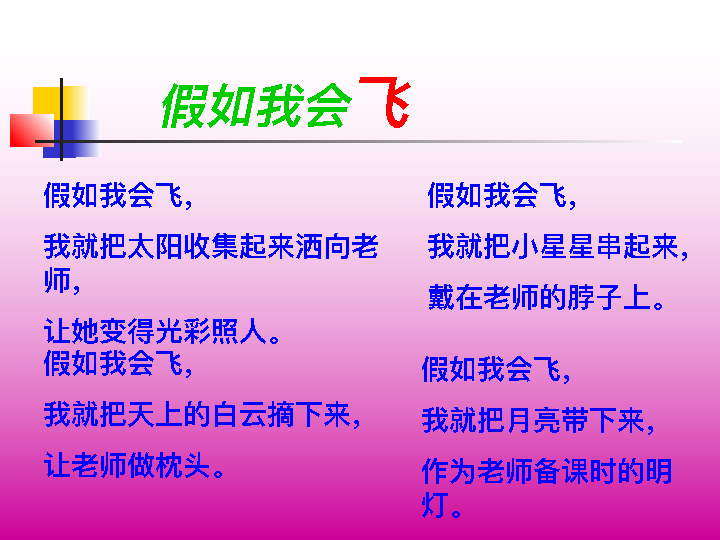 假如我会飞
假如我会飞，
我就把太阳收集起来洒向老
师，
让她变得光彩照人。
假如我会飞，
我就把天上的白云摘下来，
让老师做枕头。
假如我会飞，
我就把小星星串起来，
戴在老师的脖子上。
假如我会飞，
我就把月亮带下来，
作为老师备课时的明
灯。